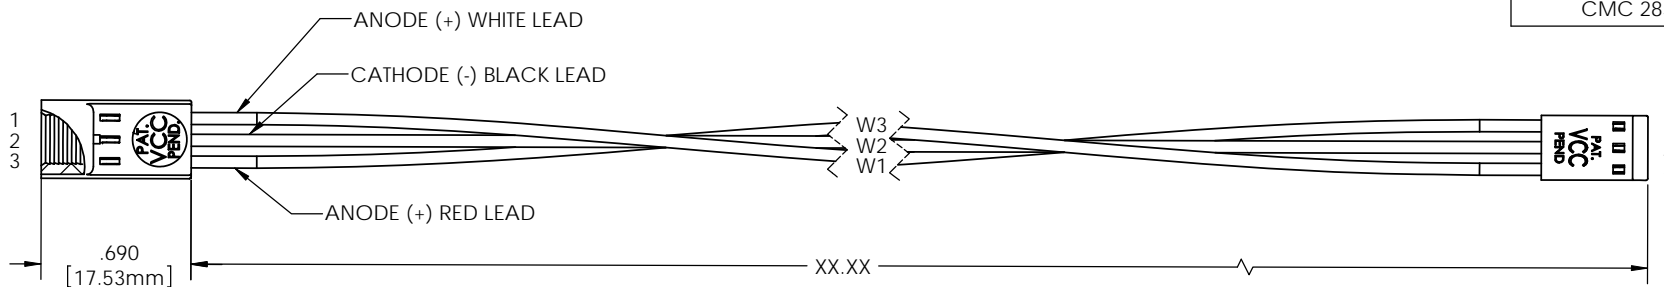 CMC 28
ANODE (+) WHITE LEAD
CATHODE (-) BLACK LEAD
1
2
3
PAT.
VCC
PEND.
W3
W2
W1
PAT.
VCC
PEND
ANODE (+) RED LEAD
.690
[17.53mm]
XX.XX